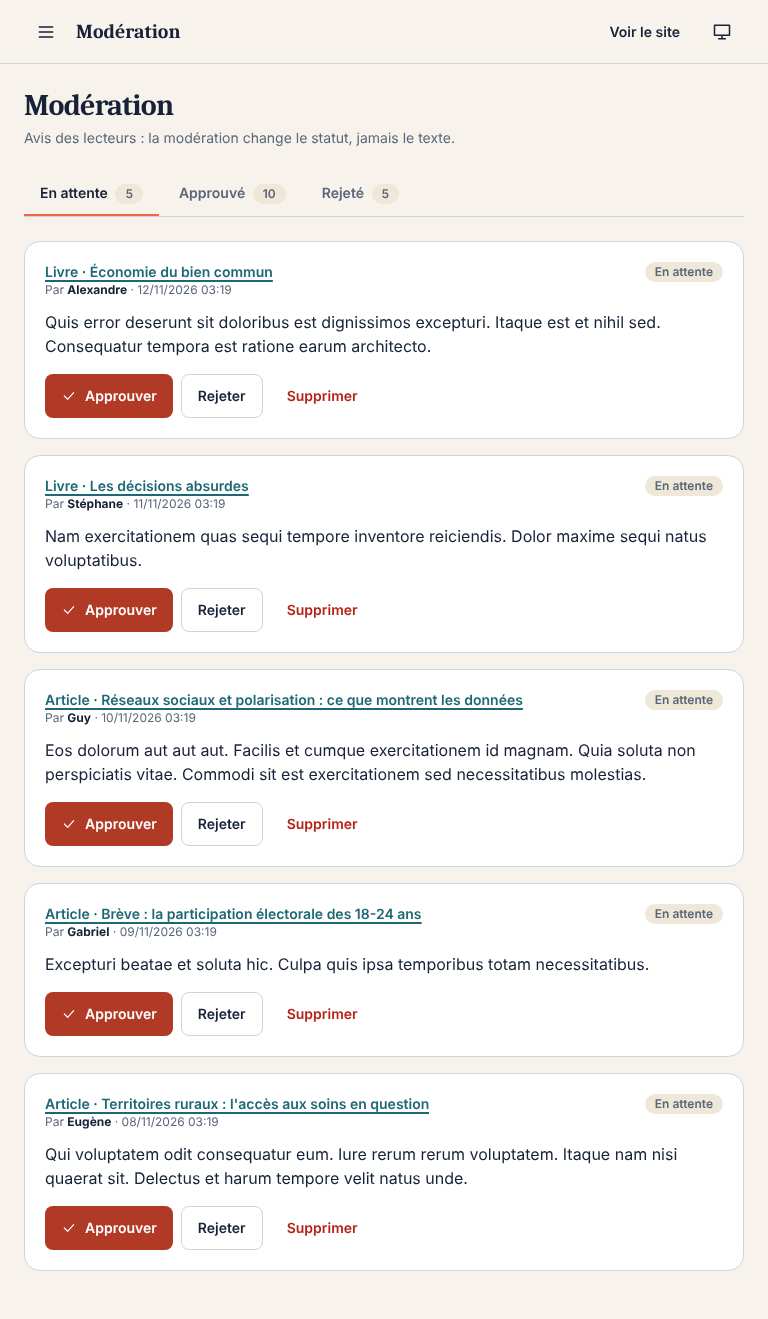 Modération
Voir le site
Modération
Avis des lecteurs : la modération change le statut, jamais le texte.
En attente 5
Approuvé 10
Rejeté 5
Livre · Économie du bien commun
En attente
Par Alexandre · 12/11/2026 03:19
Quis error deserunt sit doloribus est dignissimos excepturi. Itaque est et nihil sed.
Consequatur tempora est ratione earum architecto.
Approuver
Rejeter
Supprimer
Livre · Les décisions absurdes
En attente
Par Stéphane · 11/11/2026 03:19
Nam exercitationem quas sequi tempore inventore reiciendis. Dolor maxime sequi natus
voluptatibus.
Approuver
Rejeter
Supprimer
Article · Réseaux sociaux et polarisation : ce que montrent les données
En attente
Par Guy · 10/11/2026 03:19
Eos dolorum aut aut aut. Facilis et cumque exercitationem id magnam. Quia soluta non
perspiciatis vitae. Commodi sit est exercitationem sed necessitatibus molestias.
Approuver
Rejeter
Supprimer
Article · Brève : la participation électorale des 18-24 ans
En attente
Par Gabriel · 09/11/2026 03:19
Excepturi beatae et soluta hic. Culpa quis ipsa temporibus totam necessitatibus.
Approuver
Rejeter
Supprimer
Article · Territoires ruraux : l'accès aux soins en question
En attente
Par Eugène · 08/11/2026 03:19
Qui voluptatem odit consequatur eum. Iure rerum rerum voluptatem. Itaque nam nisi
quaerat sit. Delectus et harum tempore velit natus unde.
Approuver
Rejeter
Supprimer